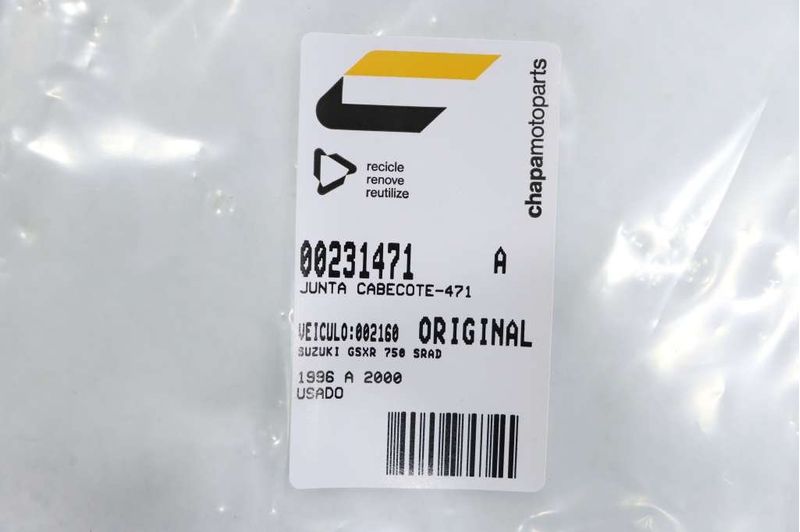 chapamotoparts
recicle
renove
reutilize
00231471 A
JUNTA CABECOTE-471
VEICULO:002160 ORIGINAL
SUZUKI GSXR 750 SRAD
1996 A 2000
USADO